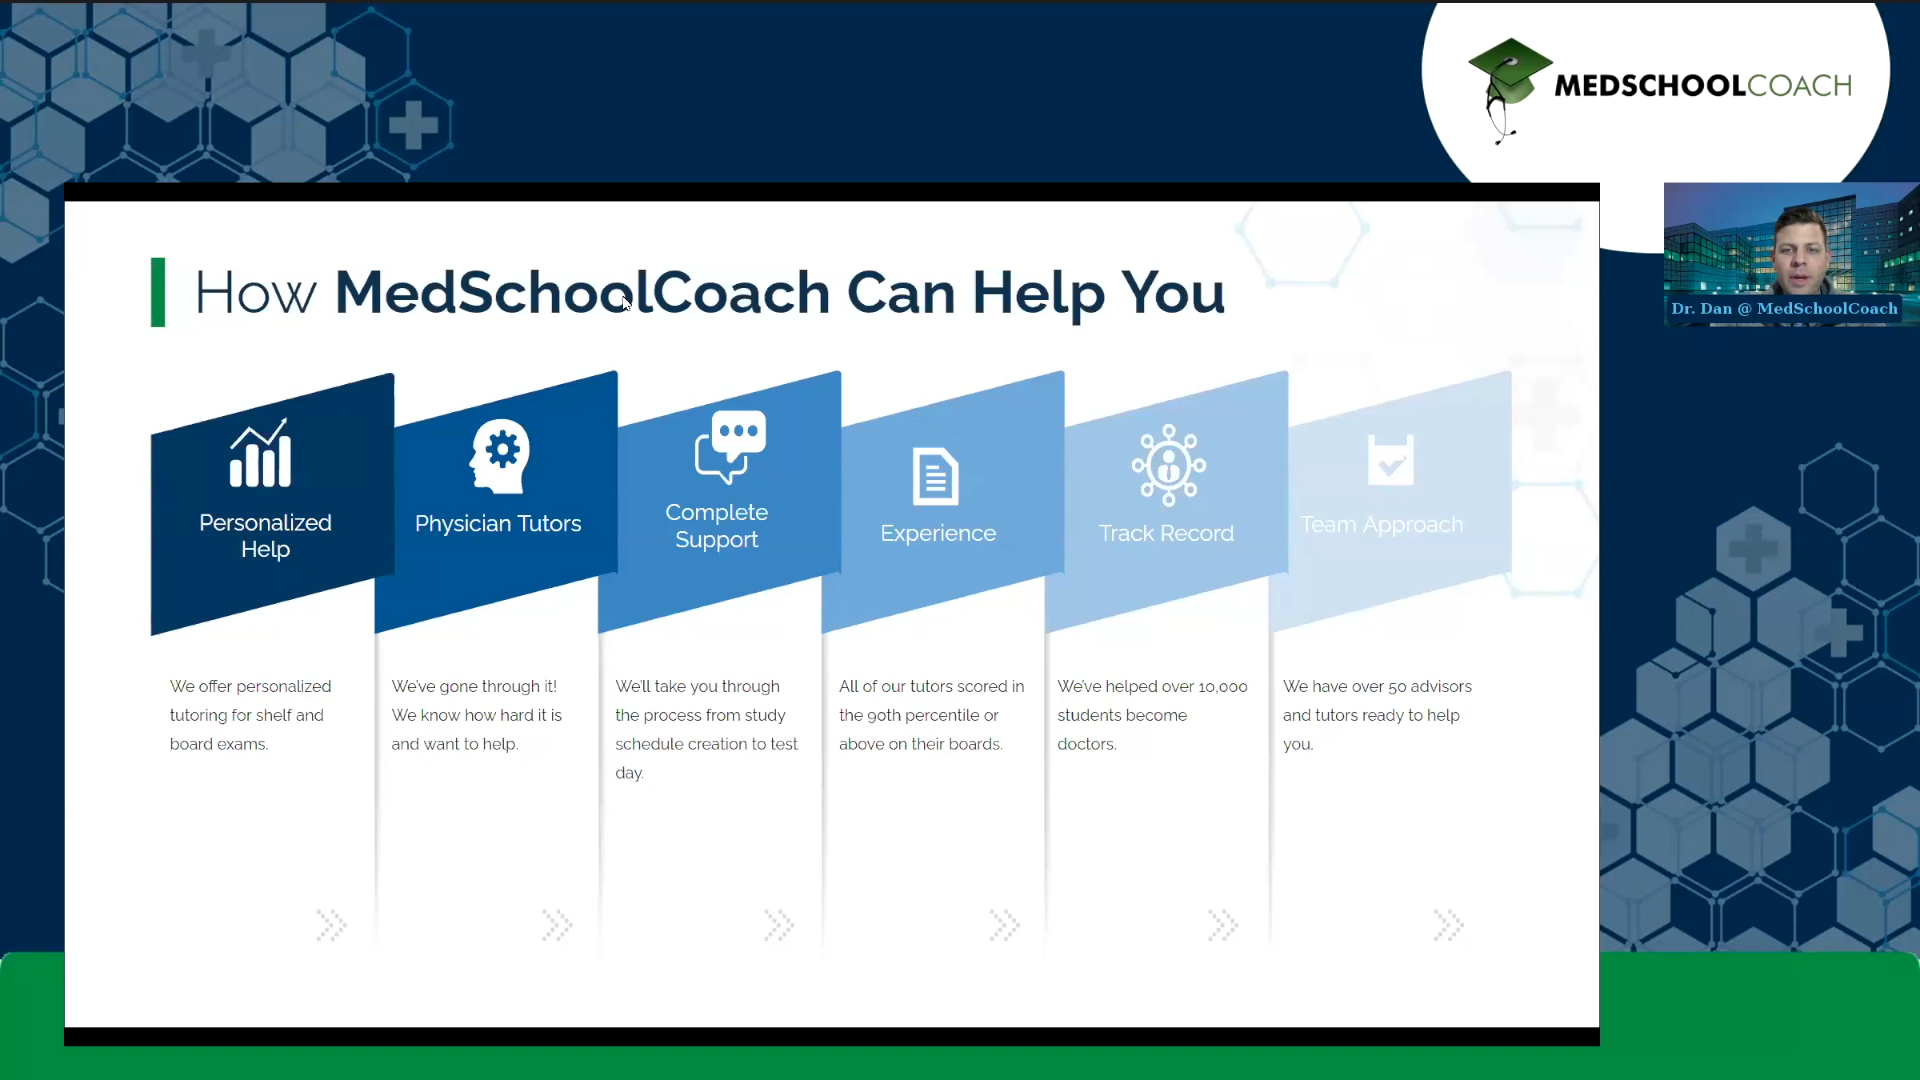 MEDSCHOOLCOACH
Dr. Dan @ MedSchoolCoach
How MedSchoolCoach Can Help You
Personalized
Help
Physician Tutors
Complete
Support
Experience
Track Record
Team Approach
We offer personalized
tutoring for shelf and
board exams.
We've gone through it!
We know how hard it is
and want to help.
We'll take you through
the process from study
schedule creation to test
day.
All of our tutors scored in
the 90th percentile or
above on their boards.
We've helped over 10,000
students become
doctors.
We have over 50 advisors
and tutors ready to help
you.